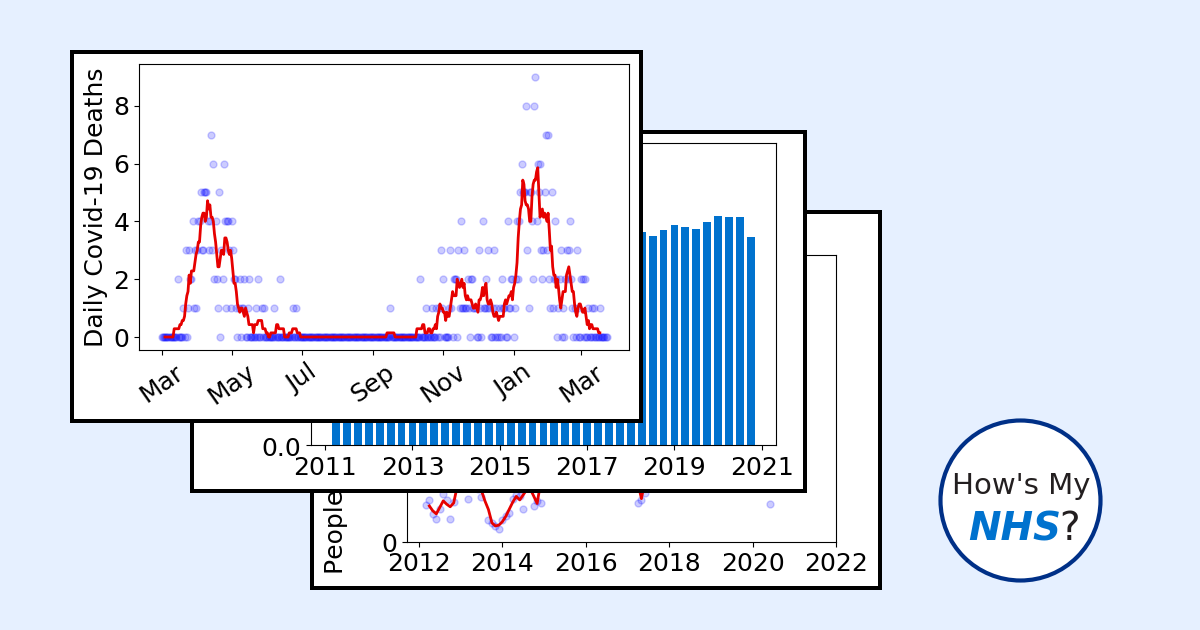 Daily Covid-19 Deaths
8
6
4
2
0
Mar May Jul Sep Nov Jan Mar
0.0
2011 2013 2015 2017 2019 2021
People
0
2012 2014 2016 2018 2020 2022
How's My
NHS?